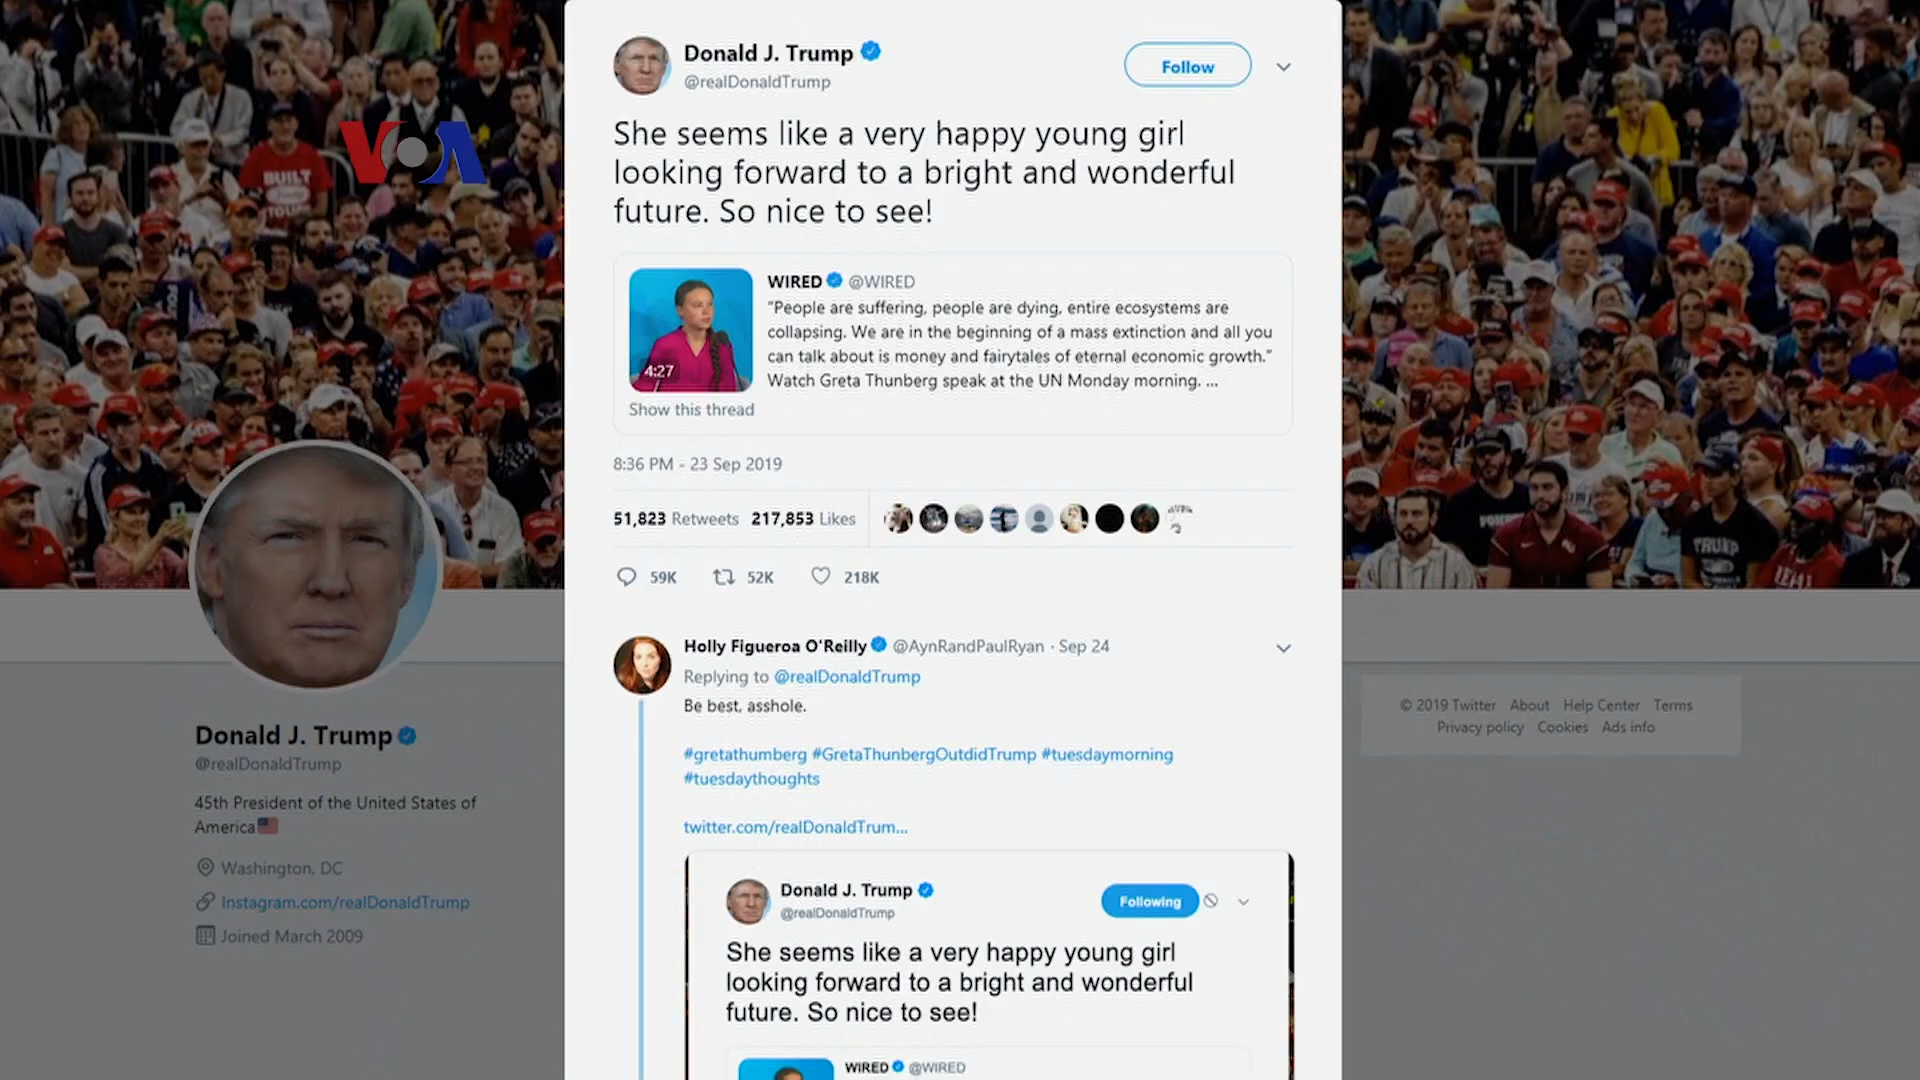 VOA
BUILT
Donald J. Trump
@realDonaldTrump
Follow
She seems like a very happy young girl
looking forward to a bright and wonderful
future. So nice to see!
WIRED @WIRED
"People are suffering, people are dying, entire ecosystems are
collapsing. We are in the beginning of a mass extinction and all you
can talk about is money and fairytales of eternal economic growth."
Watch Greta Thunberg speak at the UN Monday morning. ...
4:27
Show this thread
8:36 PM - 23 Sep 2019
51,823 Retweets 217,853 Likes
59K 52K 218K
Holly Figueroa O'Reilly @AynRandPaulRyan · Sep 24
Replying to @realDonaldTrump
Be best, asshole.
#gretathumberg #GretaThunbergOutdidTrump #tuesdaymorning
#tuesdaythoughts
twitter.com/realDonaldTrum...
Donald J. Trump
@realDonaldTrump
Following
She seems like a very happy young girl
looking forward to a bright and wonderful
future. So nice to see!
WIRED @WIRED
Donald J. Trump
@realDonaldTrump
45th President of the United States of
America
Washington, DC
Instagram.com/realDonaldTrump
Joined March 2009
TRUMP
© 2019 Twitter About Help Center Terms
Privacy policy Cookies Ads info